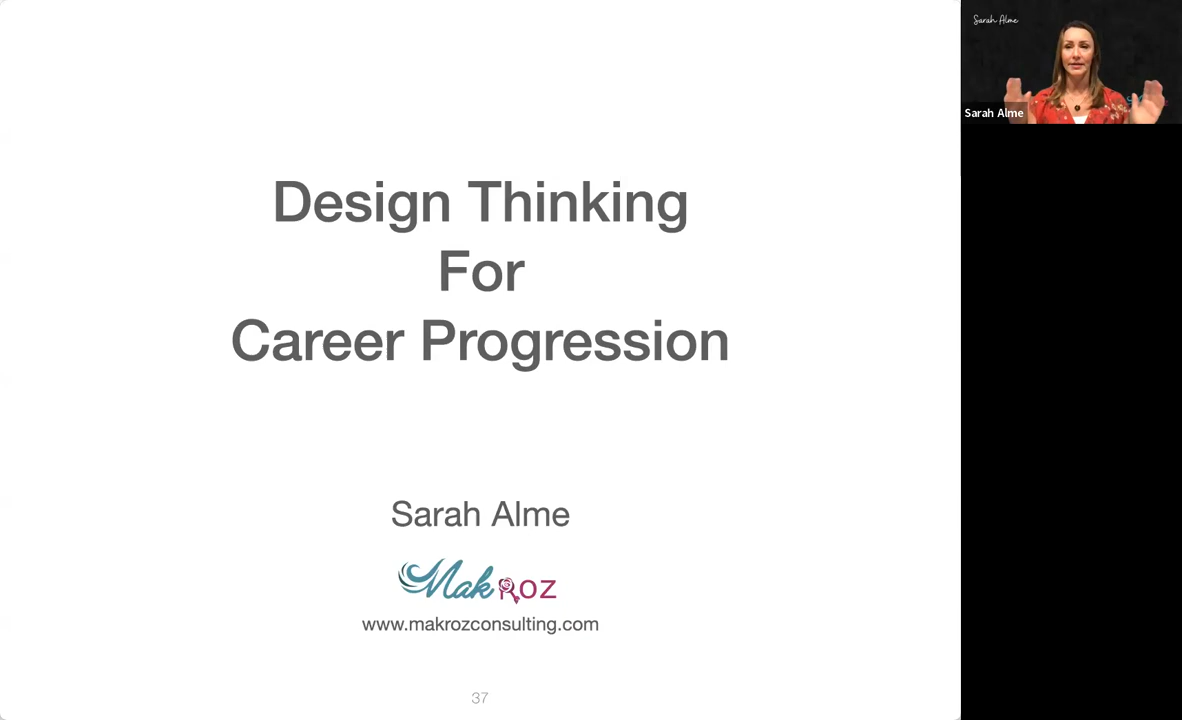 Design Thinking
For
Career Progression
Sarah Alme
MakRoz
www.makrozconsulting.com
37
Sarah Alme
Sarah Alme